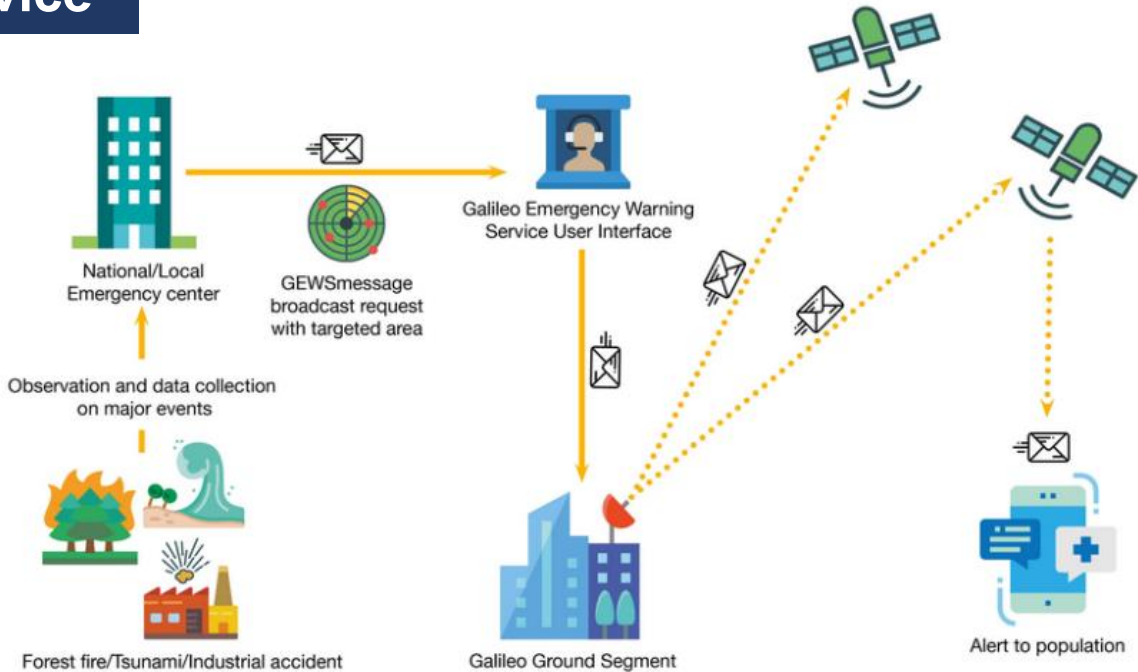 National/Local
Emergency center
GEWSmessage
broadcast request
with targeted area
Galileo Emergency Warning
Service User Interface
Observation and data collection
on major events
Forest fire/Tsunami/Industrial accident
Galileo Ground Segment
Alert to population